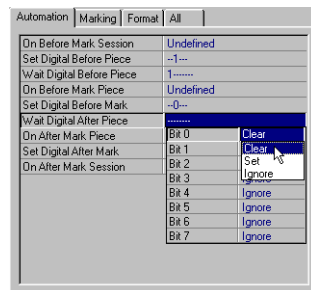 Automation Marking Format All
On Before Mark Session Undefined
Set Digital Before Piece --1---
Wait Digital Before Piece 1-------
On Before Mark Piece Undefined
Set Digital Before Mark --0---
Wait Digital After Piece --------
On After Mark Piece Bit 0 Clear
Set Digital After Mark Bit 1 Clear
On After Mark Session Bit 2 Set
Bit 3 Ignore
Bit 4 Ignore
Bit 5 Ignore
Bit 6 Ignore
Bit 7 Ignore